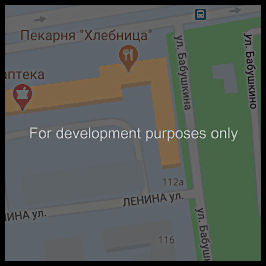 Пекарня "Хлебница"
аптека
ул. Бабушкина
ул. Бабушкино
For development purposes only
112а
ЛЕНИНА ул.
ЛЕНИНА ул.
ул. Бабушк
116